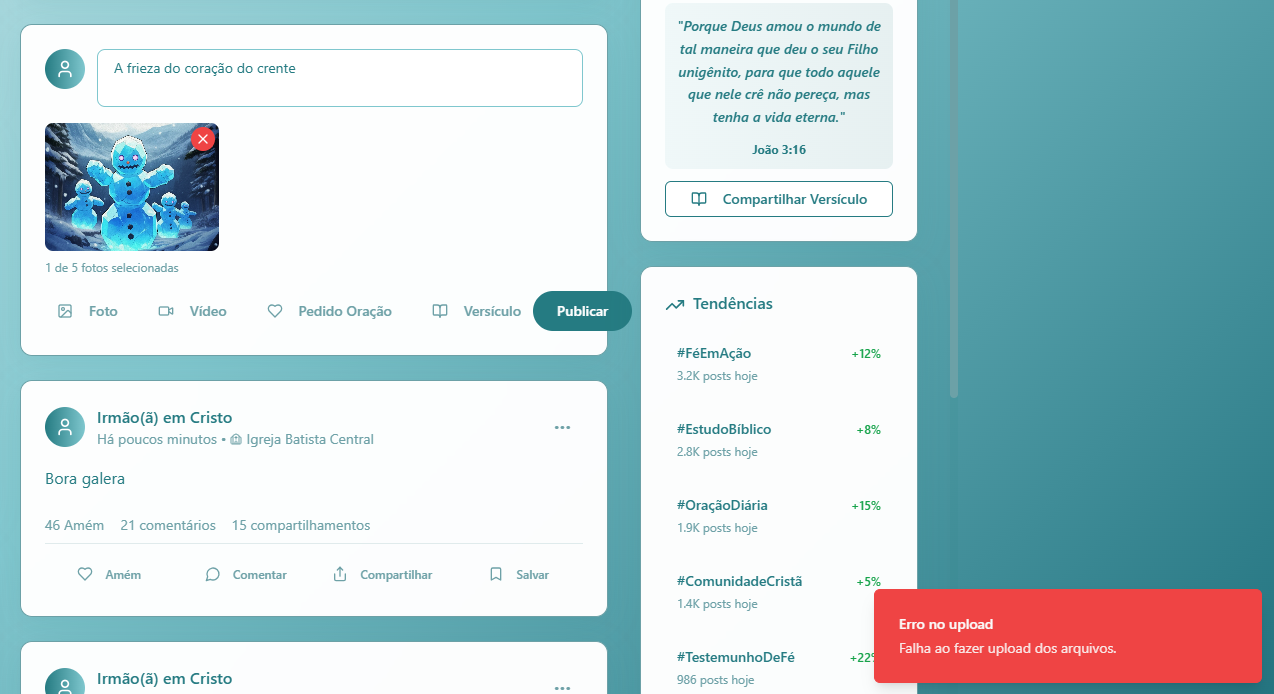 A frieza do coração do crente
1 de 5 fotos selecionadas
Foto
Vídeo
Pedido Oração
Versículo
Publicar
Irmão(ã) em Cristo
Há poucos minutos • Igreja Batista Central
Bora galera
46 Amém
21 comentários
15 compartilhamentos
Amém
Comentar
Compartilhar
Salvar
Irmão(ã) em Cristo
"Porque Deus amou o mundo de
tal maneira que deu o seu Filho
unigênito, para que todo aquele
que nele crê não pereça, mas
tenha a vida eterna."
João 3:16
Compartilhar Versículo
Tendências
#FéEmAção
+12%
3.2K posts hoje
#EstudoBíblico
+8%
2.8K posts hoje
#OraçãoDiária
+15%
1.9K posts hoje
#ComunidadeCristã
+5%
1.4K posts hoje
#TestemunhoDeFé
+22%
986 posts hoje
Erro no upload
Falha ao fazer upload dos arquivos.